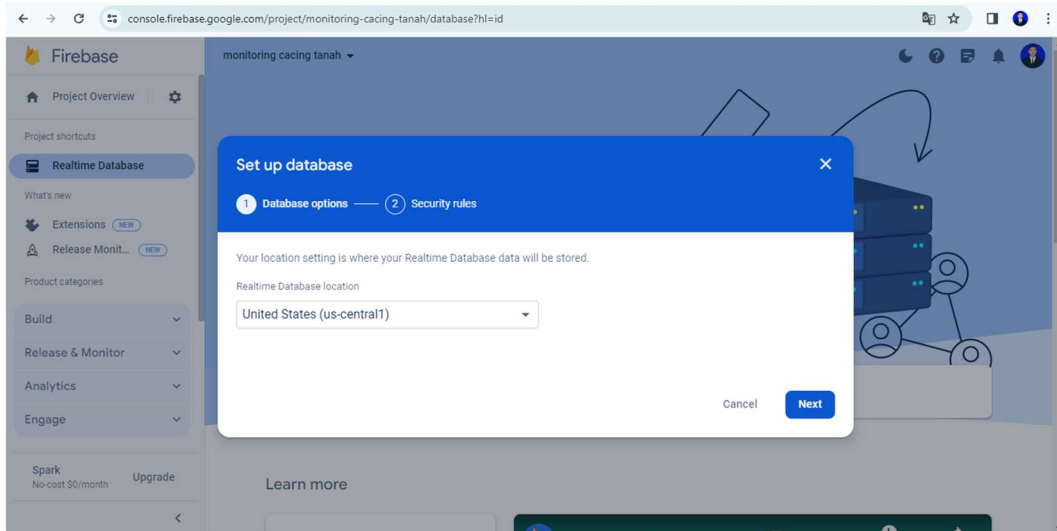 console.firebase.google.com/project/monitoring-cacing-tanah/database?hl=id
Firebase
monitoring cacing tanah
Project Overview
Project shortcuts
Realtime Database
What's new
Extensions NEW
Release Monit... NEW
Product categories
Build
Release & Monitor
Analytics
Engage
Spark
No-cost $0/month
Upgrade
Set up database
1 Database options
2 Security rules
Your location setting is where your Realtime Database data will be stored.
Realtime Database location
United States (us-central1)
Cancel
Next
Learn more